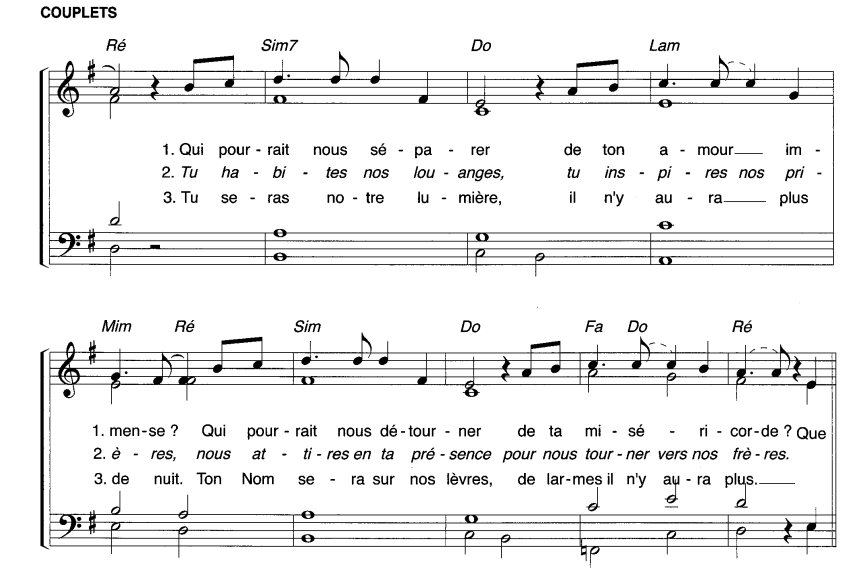 COUPLETS
Ré Sim7 Do Lam
1. Qui pour - rait nous sé - pa - rer de ton a - mour___ im -
2. Tu ha - bi - tes nos lou - anges, tu ins - pi - res nos pri -
3. Tu se - ras no - tre lu - mière, il n'y au - ra___ plus
Mim Ré Sim Do Fa Do Ré
1. men-se ? Qui pour - rait nous dé-tour - ner de ta mi - sé - ri - cor-de ? Que
2. è - res, nous at - ti - res en ta pré - sence pour nous tour - ner vers nos frè - res.
3. de nuit. Ton Nom se - ra sur nos lèvres, de lar-mes il n'y au - ra plus.___